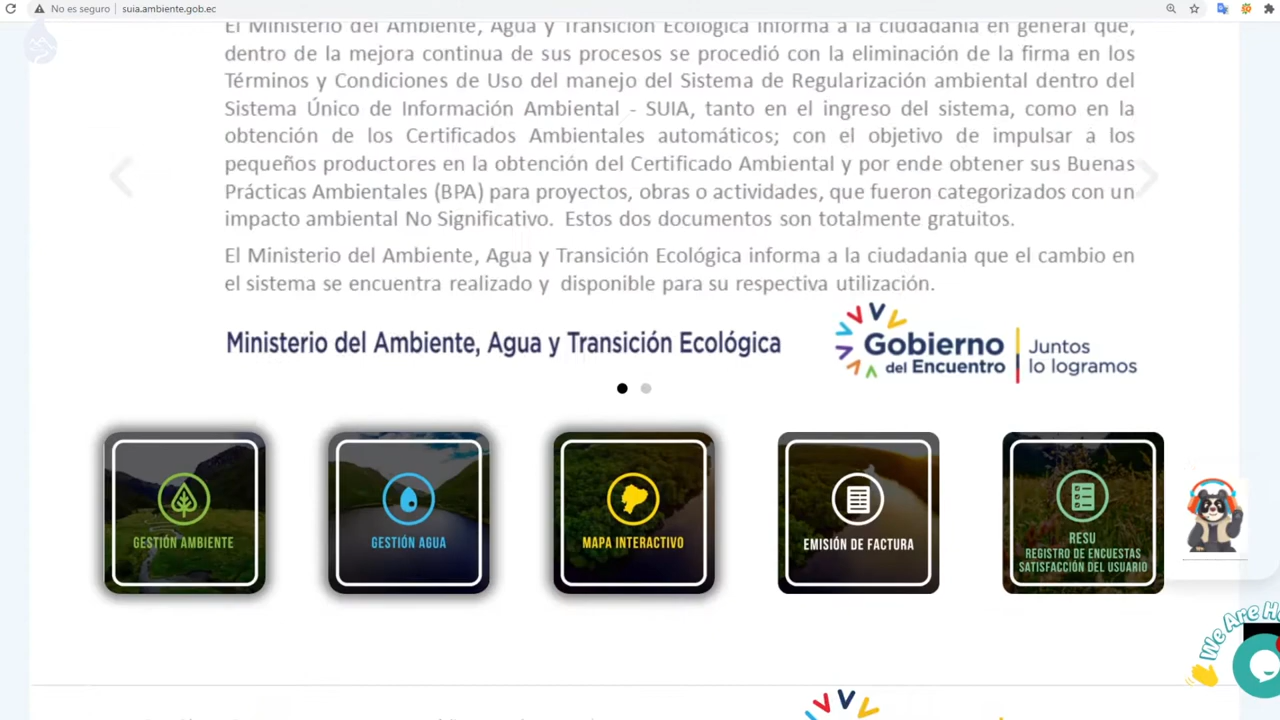 No es seguro | suia.ambiente.gob.ec
El Ministerio del Ambiente, Agua y Transición Ecológica informa a la ciudadanía en general que,
dentro de la mejora continua de sus procesos se procedió con la eliminación de la firma en los
Términos y Condiciones de Uso del manejo del Sistema de Regularización ambiental dentro del
Sistema Único de Información Ambiental - SUIA, tanto en el ingreso del sistema, como en la
obtención de los Certificados Ambientales automáticos; con el objetivo de impulsar a los
pequeños productores en la obtención del Certificado Ambiental y por ende obtener sus Buenas
Prácticas Ambientales (BPA) para proyectos, obras o actividades, que fueron categorizados con un
impacto ambiental No Significativo. Estos dos documentos son totalmente gratuitos.
El Ministerio del Ambiente, Agua y Transición Ecológica informa a la ciudadania que el cambio en
el sistema se encuentra realizado y disponible para su respectiva utilización.
Ministerio del Ambiente, Agua y Transición Ecológica
Gobierno
del Encuentro
Juntos
lo logramos
GESTIÓN AMBIENTE
GESTIÓN AGUA
MAPA INTERACTIVO
EMISIÓN DE FACTURA
RESU
REGISTRO DE ENCUESTAS
SATISFACCIÓN DEL USUARIO
We Are He